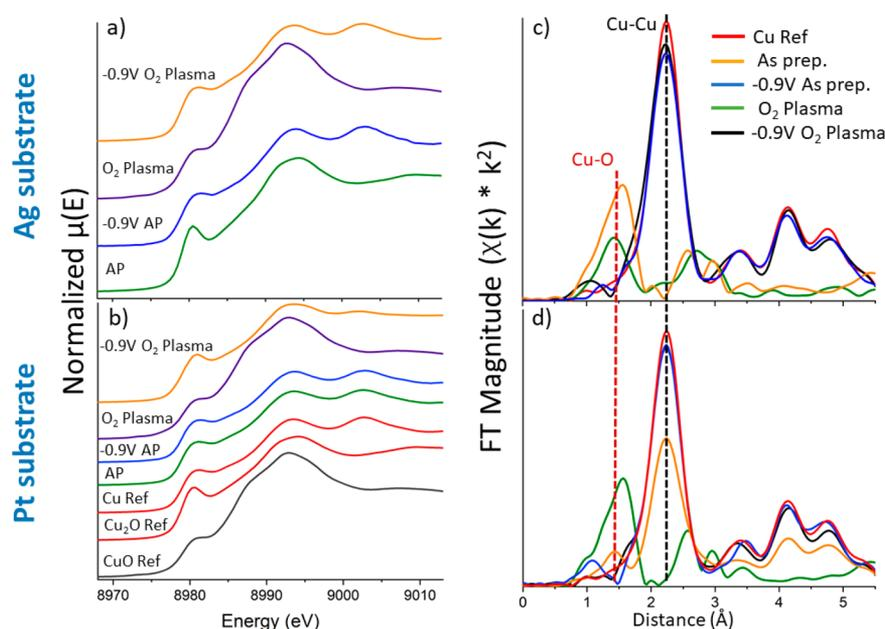 Ag substrate
Pt substrate
Normalized µ(E)
a)
-0.9V O₂ Plasma
O₂ Plasma
-0.9V AP
AP
b)
-0.9V O₂ Plasma
O₂ Plasma
-0.9V AP
AP
Cu Ref
Cu₂O Ref
CuO Ref
8970 8980 8990 9000 9010
Energy (eV)
FT Magnitude (χ(k) * k²)
c)
Cu-Cu
Cu-O
Cu Ref
As prep.
-0.9V As prep.
O₂ Plasma
-0.9V O₂ Plasma
d)
0 1 2 3 4 5
Distance (Å)